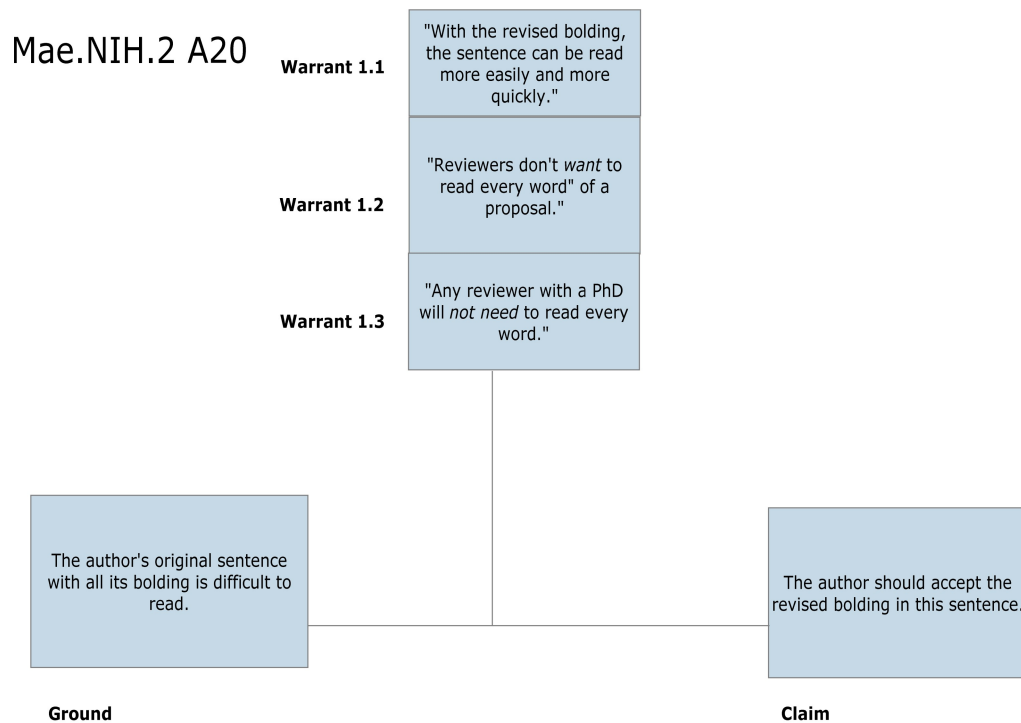 Mae.NIH.2 A20
Warrant 1.1
"With the revised bolding,
the sentence can be read
more easily and more
quickly."
Warrant 1.2
"Reviewers don't want to
read every word" of a
proposal."
Warrant 1.3
"Any reviewer with a PhD
will not need to read every
word."
The author's original sentence
with all its bolding is difficult to
read.
Ground
The author should accept the
revised bolding in this sentence.
Claim